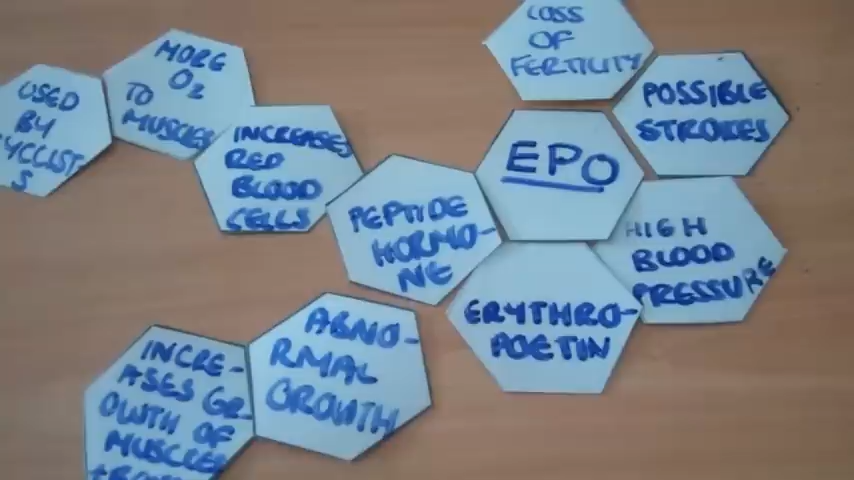 USED
BY
YCLIST
S
MORE
O2
TO
MUSCLES
INCREASES
RED
BLOOD
CELLS
PEPTIDE
HORMO-
NE
EPO
LOSS
OF
FERTILITY
POSSIBLE
STROKES
HIGH
BLOOD
PRESSURE
ERYTHRO-
POETIN
ABNO-
RMAL
GROWTH
INCRE-
ASES GR-
OWTH OF
MUSCLES